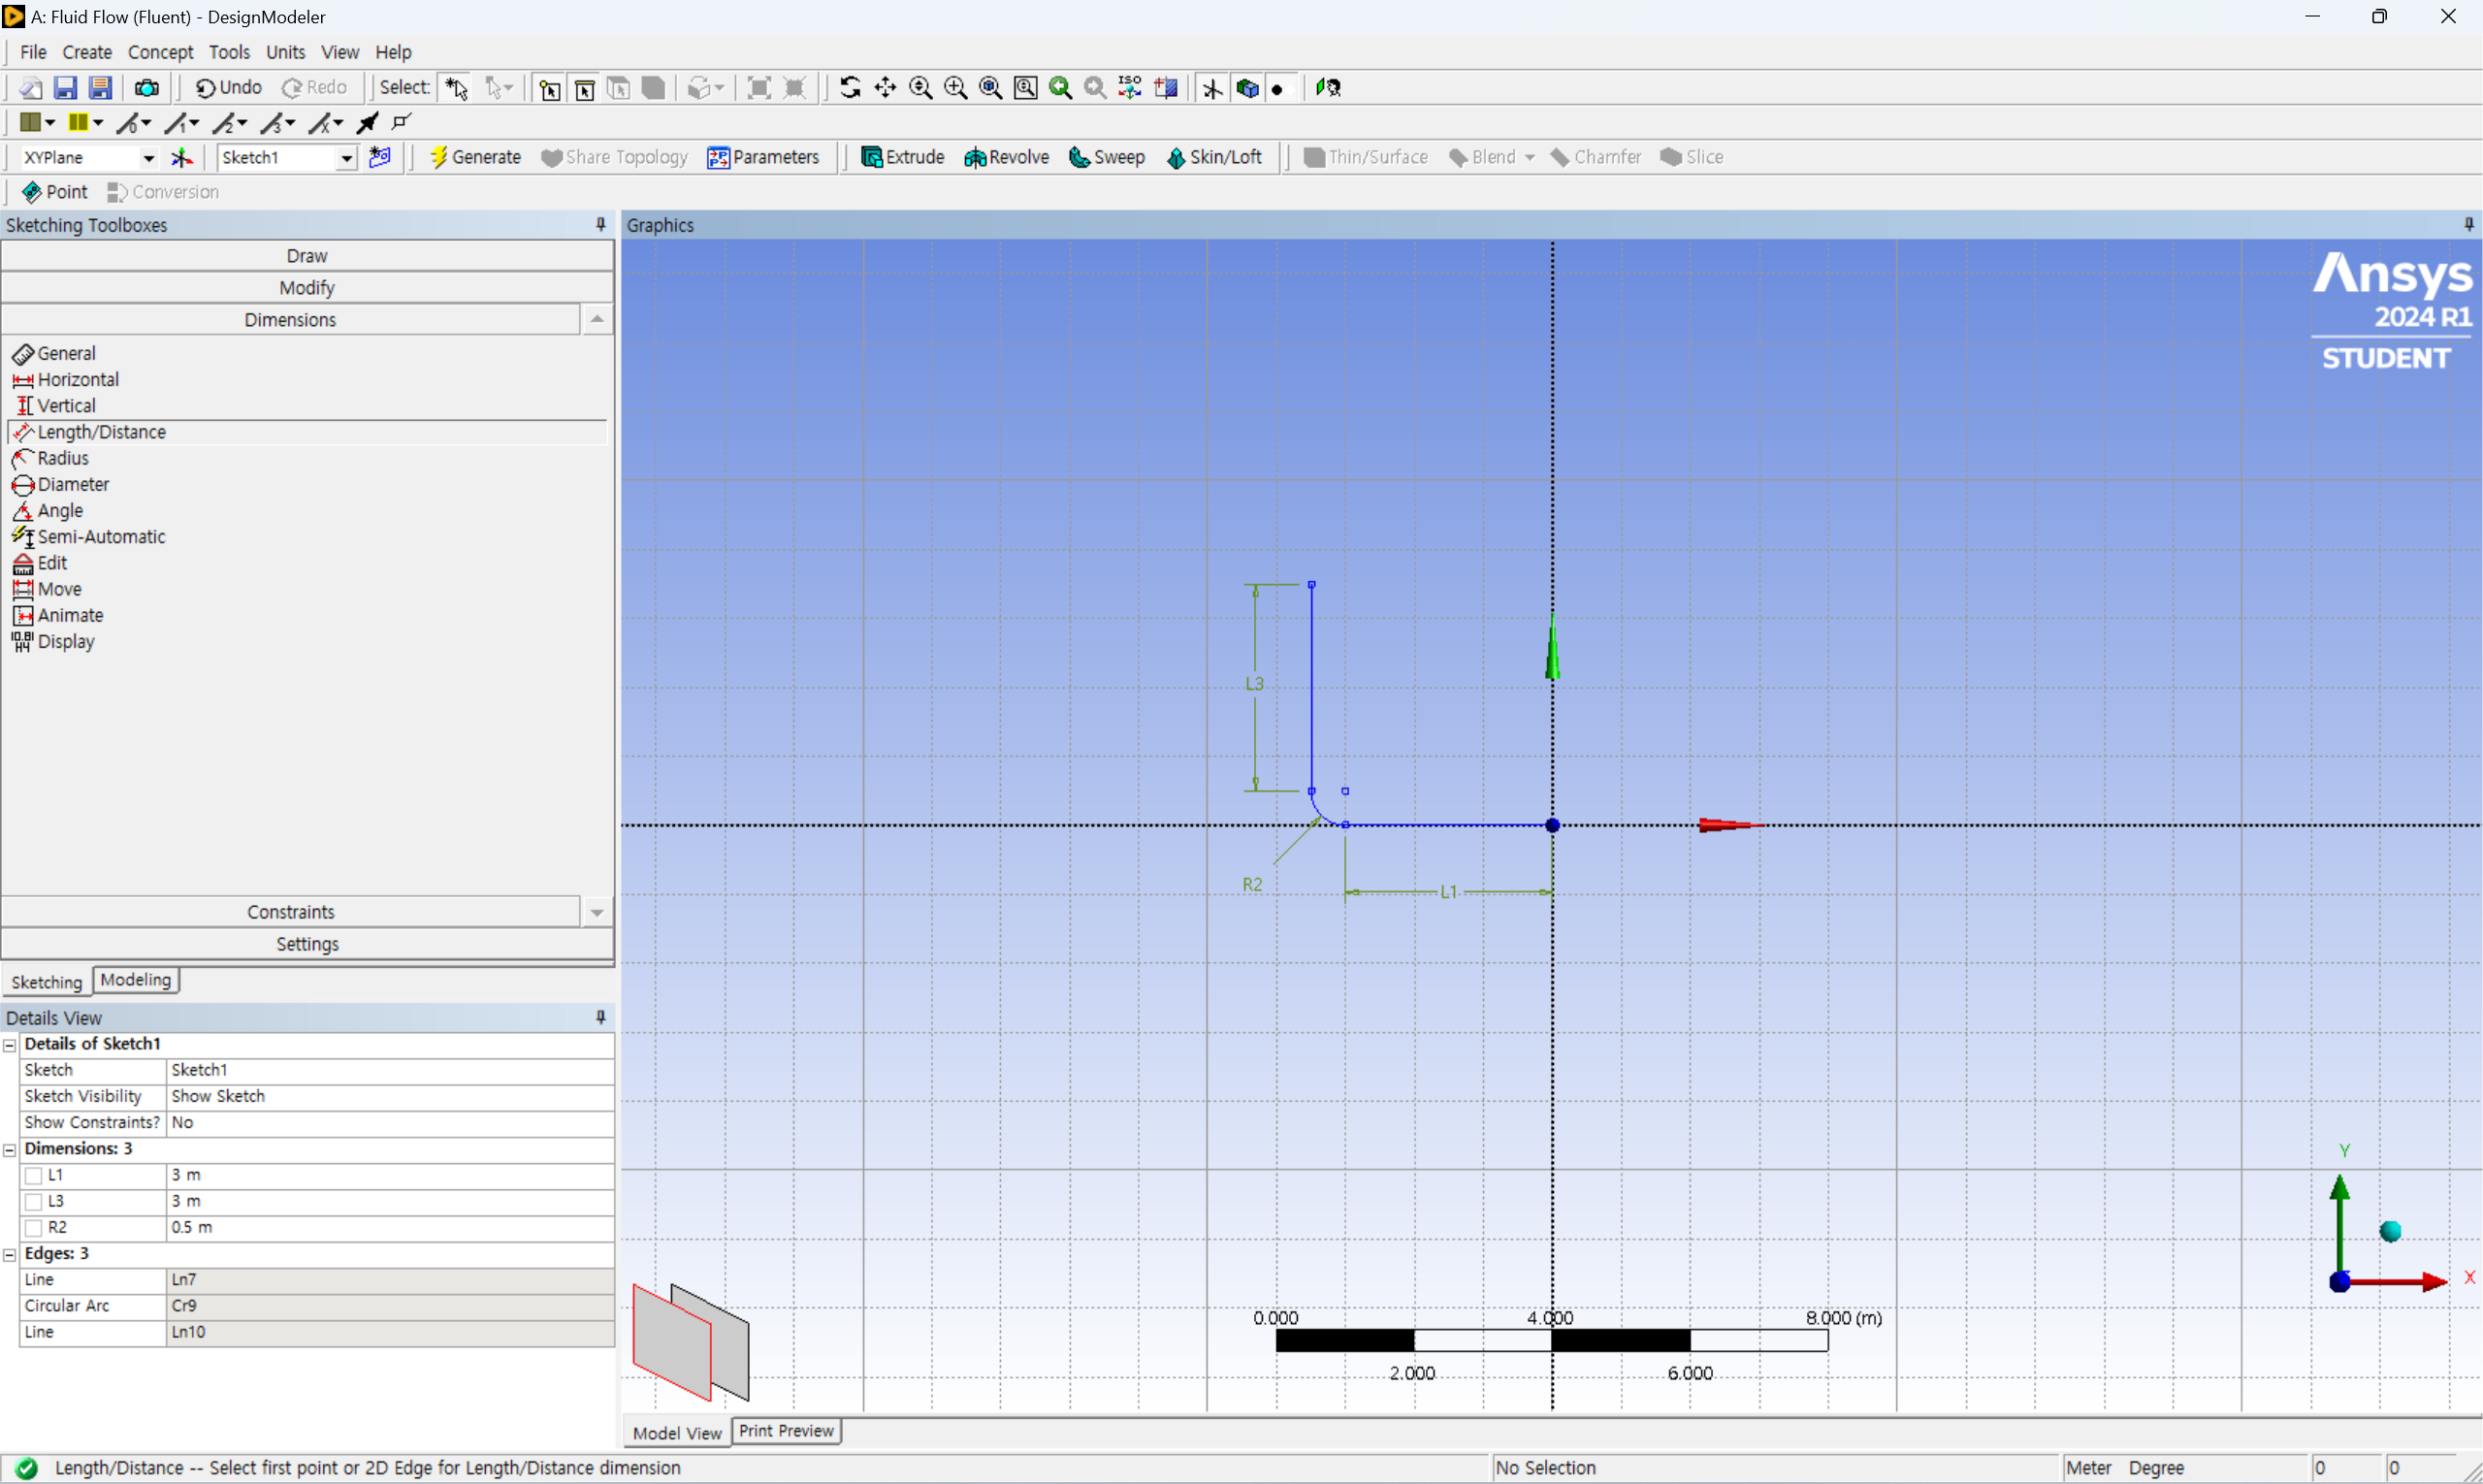 A: Fluid Flow (Fluent) - DesignModeler
File Create Concept Tools Units View Help
Undo Redo Select: ISO
0 1 2 3 x
XYPlane Sketch1 Generate Share Topology Parameters Extrude Revolve Sweep Skin/Loft Thin/Surface Blend Chamfer Slice
Point Conversion
Sketching Toolboxes
Draw
Modify
Dimensions
General
Horizontal
Vertical
Length/Distance
Radius
Diameter
Angle
Semi-Automatic
Edit
Move
Animate
Display
Constraints
Settings
Sketching Modeling
Details View
Details of Sketch1
Sketch Sketch1
Sketch Visibility Show Sketch
Show Constraints? No
Dimensions: 3
L1 3 m
L3 3 m
R2 0.5 m
Edges: 3
Line Ln7
Circular Arc Cr9
Line Ln10
Graphics
Ansys
2024 R1
STUDENT
L3
R2
L1
Y
X
0.000 4.000 8.000 (m)
2.000 6.000
Model View Print Preview
Length/Distance -- Select first point or 2D Edge for Length/Distance dimension No Selection Meter Degree 0 0